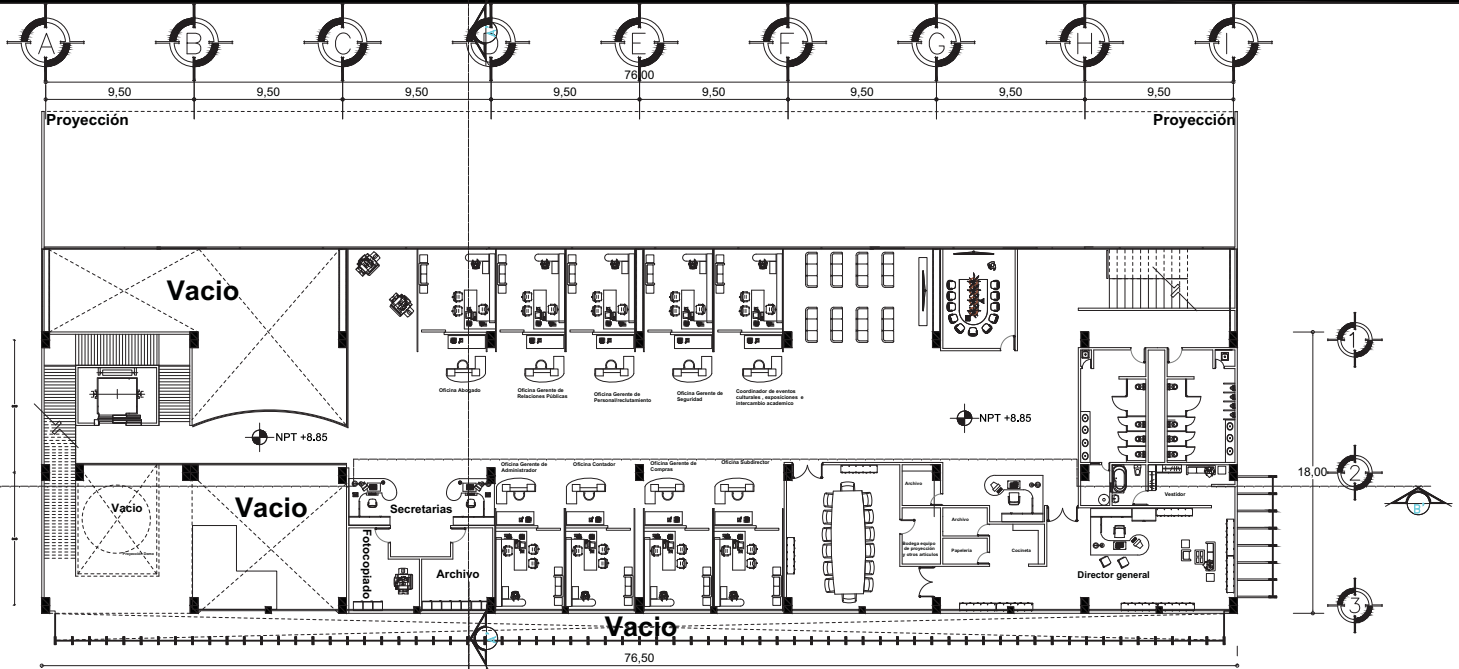 A B C D E F G H I
A
76,00
9,50 9,50 9,50 9,50 9,50 9,50 9,50 9,50
Proyección Proyección
Vacio
1
Oficina Abogado
Oficina Gerente de
Relaciones Públicas
Oficina Gerente de
Personal/reclutamiento
Oficina Gerente de
Seguridad
Coordinador de eventos
culturales , exposiciones e
intercambio academico
NPT +8.85 NPT +8.85
18,00
2
B
Oficina Gerente de
Administrador
Oficina Contador
Oficina Gerente de
Compras
Oficina Subdirector
Vacio
Vacio
Secretarias
Fotocopiado
Archivo
Archivo
Archivo
Bodega equipo
de proyección
y otros articulos
Papeleria
Cocineta
Vestidor
Director general
3
Vacio
A
76,50